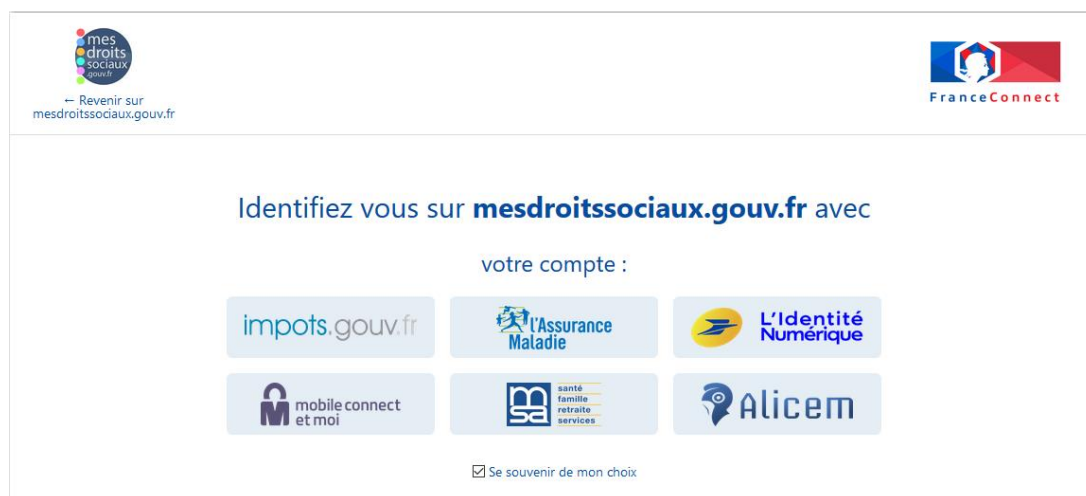 mes
droits
sociaux
.gouv.fr
← Revenir sur
mesdroitssociaux.gouv.fr
FranceConnect
Identifiez vous sur mesdroitssociaux.gouv.fr avec
votre compte :
impots.gouv.fr
l'Assurance
Maladie
L'Identité
Numérique
mobile connect
et moi
msa
santé
famille
retraite
services
Alicem
Se souvenir de mon choix